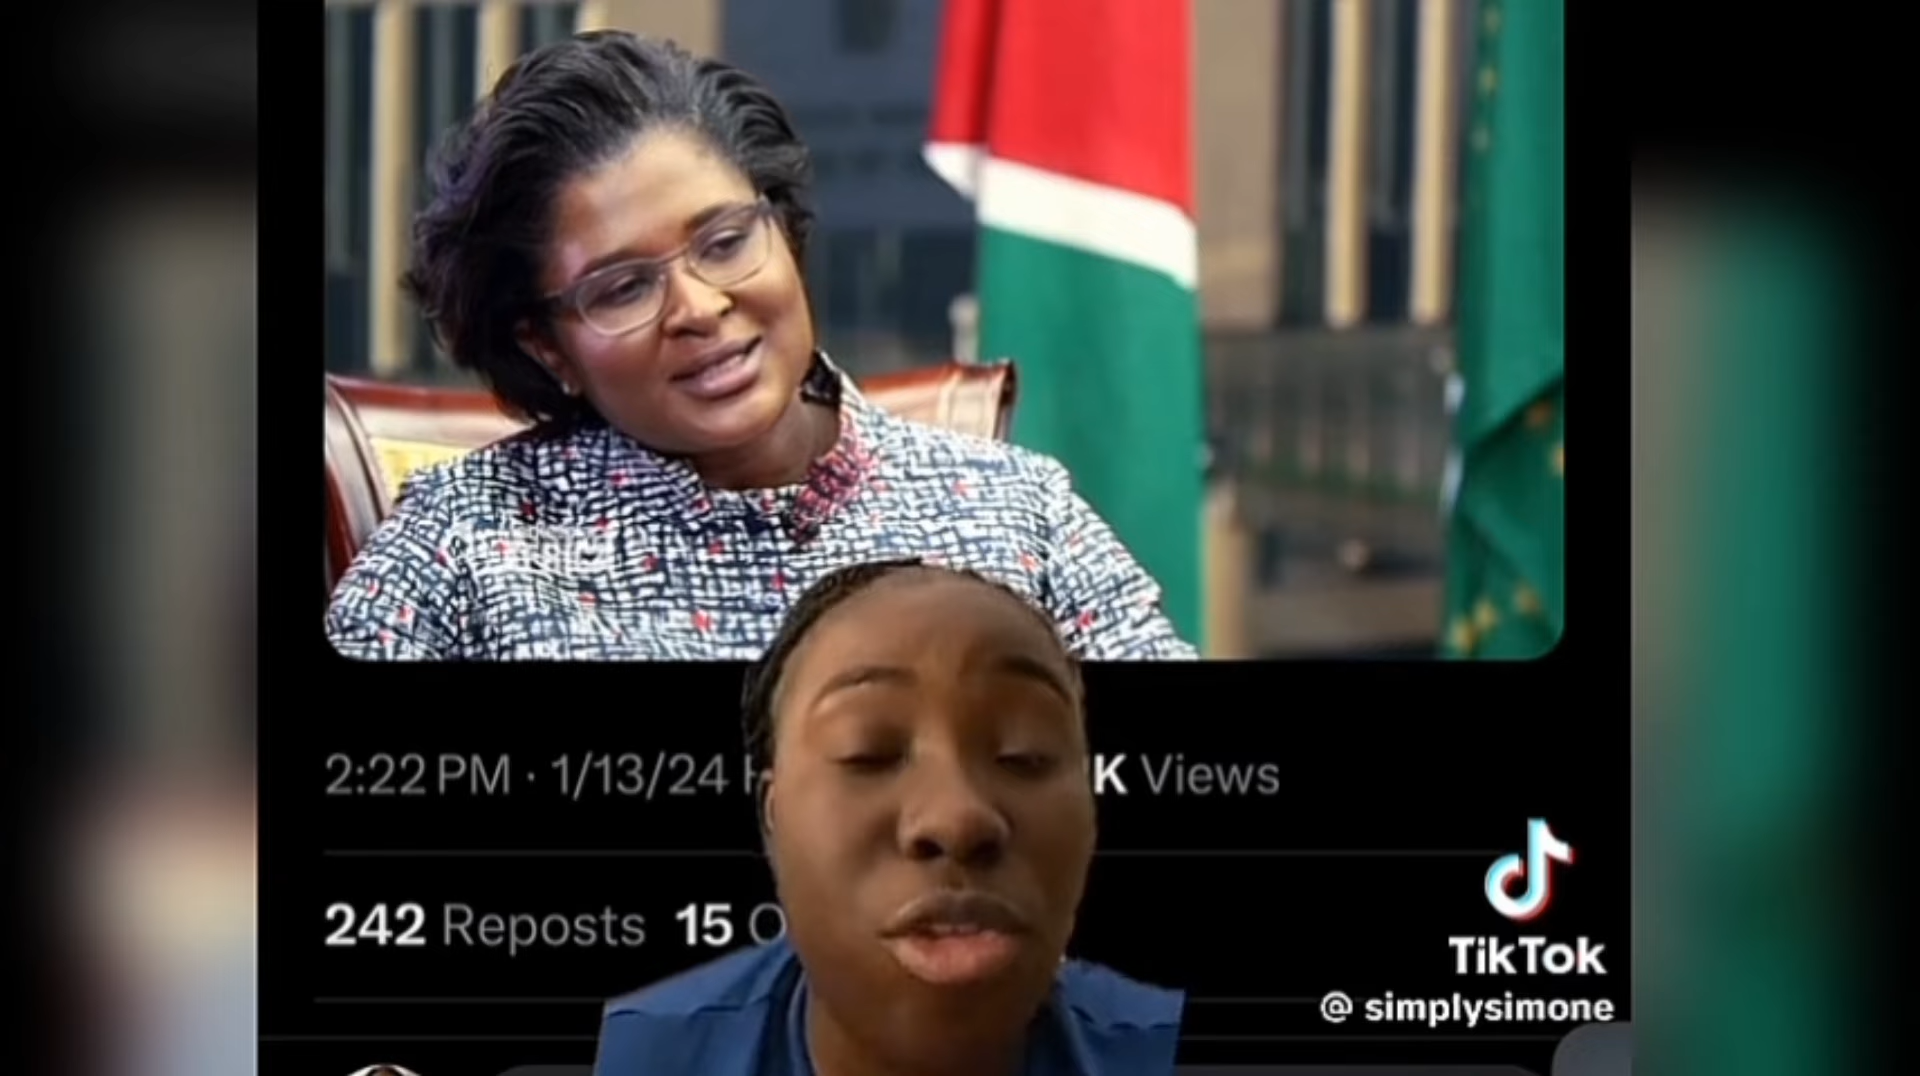 2:22 PM · 1/13/24
K Views
242 Reposts 15
TikTok
@ simplysimone